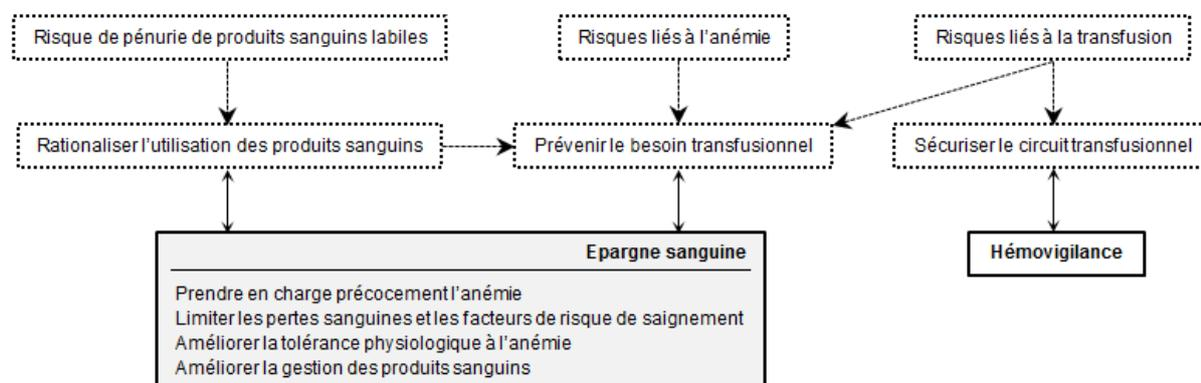 Risque de pénurie de produits sanguins labiles
Risques liés à l'anémie
Risques liés à la transfusion
Rationaliser l'utilisation des produits sanguins
Prévenir le besoin transfusionnel
Sécuriser le circuit transfusionnel
Epargne sanguine
Prendre en charge précocement l'anémie
Limiter les pertes sanguines et les facteurs de risque de saignement
Améliorer la tolérance physiologique à l'anémie
Améliorer la gestion des produits sanguins
Hémovigilance